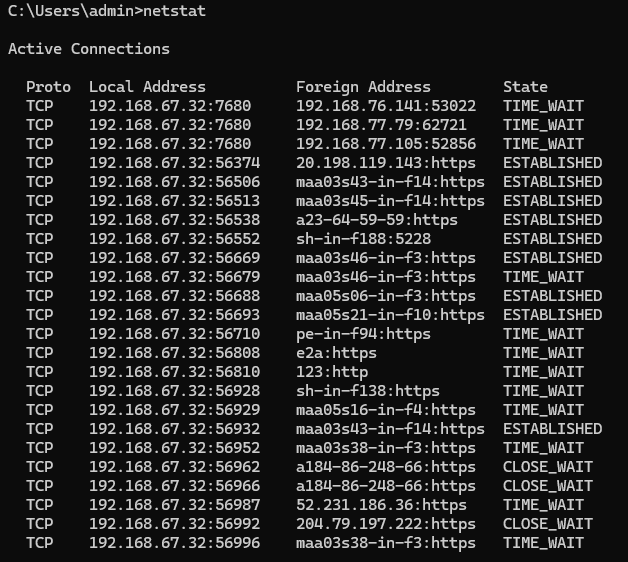 C:\Users\admin>netstat
Active Connections
Proto  Local Address          Foreign Address        State
TCP    192.168.67.32:7680     192.168.76.141:53022   TIME_WAIT
TCP    192.168.67.32:7680     192.168.77.79:62721    TIME_WAIT
TCP    192.168.67.32:7680     192.168.77.105:52856   TIME_WAIT
TCP    192.168.67.32:56374    20.198.119.143:https   ESTABLISHED
TCP    192.168.67.32:56506    maa03s43-in-f14:https  ESTABLISHED
TCP    192.168.67.32:56513    maa03s45-in-f14:https  ESTABLISHED
TCP    192.168.67.32:56538    a23-64-59-59:https     ESTABLISHED
TCP    192.168.67.32:56552    sh-in-f188:5228        ESTABLISHED
TCP    192.168.67.32:56669    maa03s46-in-f3:https   ESTABLISHED
TCP    192.168.67.32:56679    maa03s46-in-f3:https   TIME_WAIT
TCP    192.168.67.32:56688    maa05s06-in-f3:https   ESTABLISHED
TCP    192.168.67.32:56693    maa05s21-in-f10:https  ESTABLISHED
TCP    192.168.67.32:56710    pe-in-f94:https        TIME_WAIT
TCP    192.168.67.32:56808    e2a:https              TIME_WAIT
TCP    192.168.67.32:56810    123:http               TIME_WAIT
TCP    192.168.67.32:56928    sh-in-f138:https       TIME_WAIT
TCP    192.168.67.32:56929    maa05s16-in-f4:https   TIME_WAIT
TCP    192.168.67.32:56932    maa03s43-in-f14:https  ESTABLISHED
TCP    192.168.67.32:56952    maa03s38-in-f3:https   TIME_WAIT
TCP    192.168.67.32:56962    a184-86-248-66:https   CLOSE_WAIT
TCP    192.168.67.32:56966    a184-86-248-66:https   CLOSE_WAIT
TCP    192.168.67.32:56987    52.231.186.36:https    TIME_WAIT
TCP    192.168.67.32:56992    204.79.197.222:https   CLOSE_WAIT
TCP    192.168.67.32:56996    maa03s38-in-f3:https   TIME_WAIT